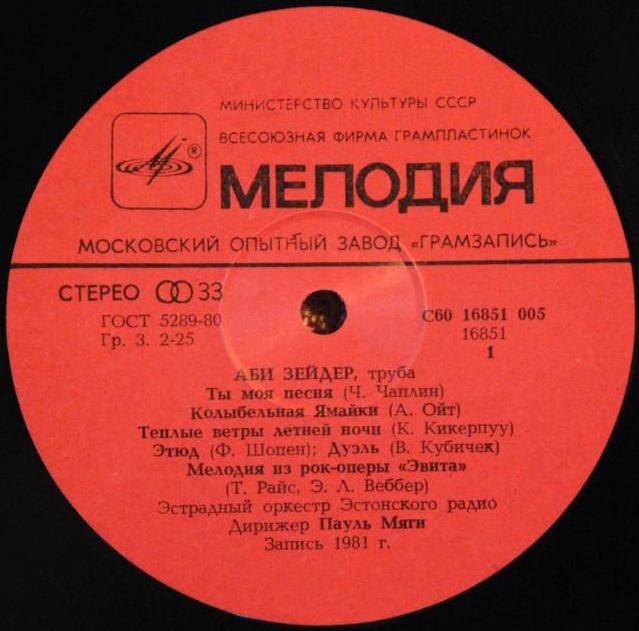 МИНИСТЕРСТВО КУЛЬТУРЫ СССР
ВСЕСОЮЗНАЯ ФИРМА ГРАМПЛАСТИНОК
®
МЕЛОДИЯ
МОСКОВСКИЙ ОПЫТНЫЙ ЗАВОД «ГРАМЗАПИСЬ»
СТЕРЕО 33
ГОСТ 5289-80
Гр. 3. 2-25
С60 16851 005
16851
1
АБИ ЗЕЙДЕР, труба
Ты моя песня (Ч. Чаплин)
Колыбельная Ямайки (А. Ойт)
Теплые ветры летней ночи (К. Кикерпуу)
Этюд (Ф. Шопен); Дуэль (В. Кубичек)
Мелодия из рок-оперы «Эвита»
(Т. Райс, Э. Л. Веббер)
Эстрадный оркестр Эстонского радио
Дирижер Пауль Мяги
Запись 1981 г.